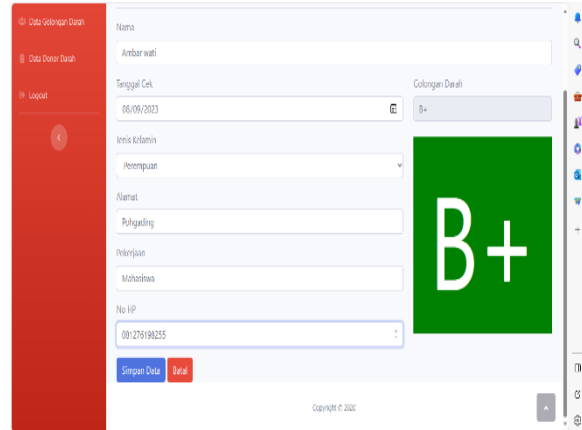 Data Golongan Darah
Data Donor Darah
Logout
Nama
Ambar wati
Tanggal Cek
08/09/2023
Golongan Darah
B+
Jenis Kelamin
Perempuan
Alamat
Pohgading
Pekerjaan
Mahasiswa
No HP
081276198255
B+
Simpan Data
Batal
Copyright © 2020